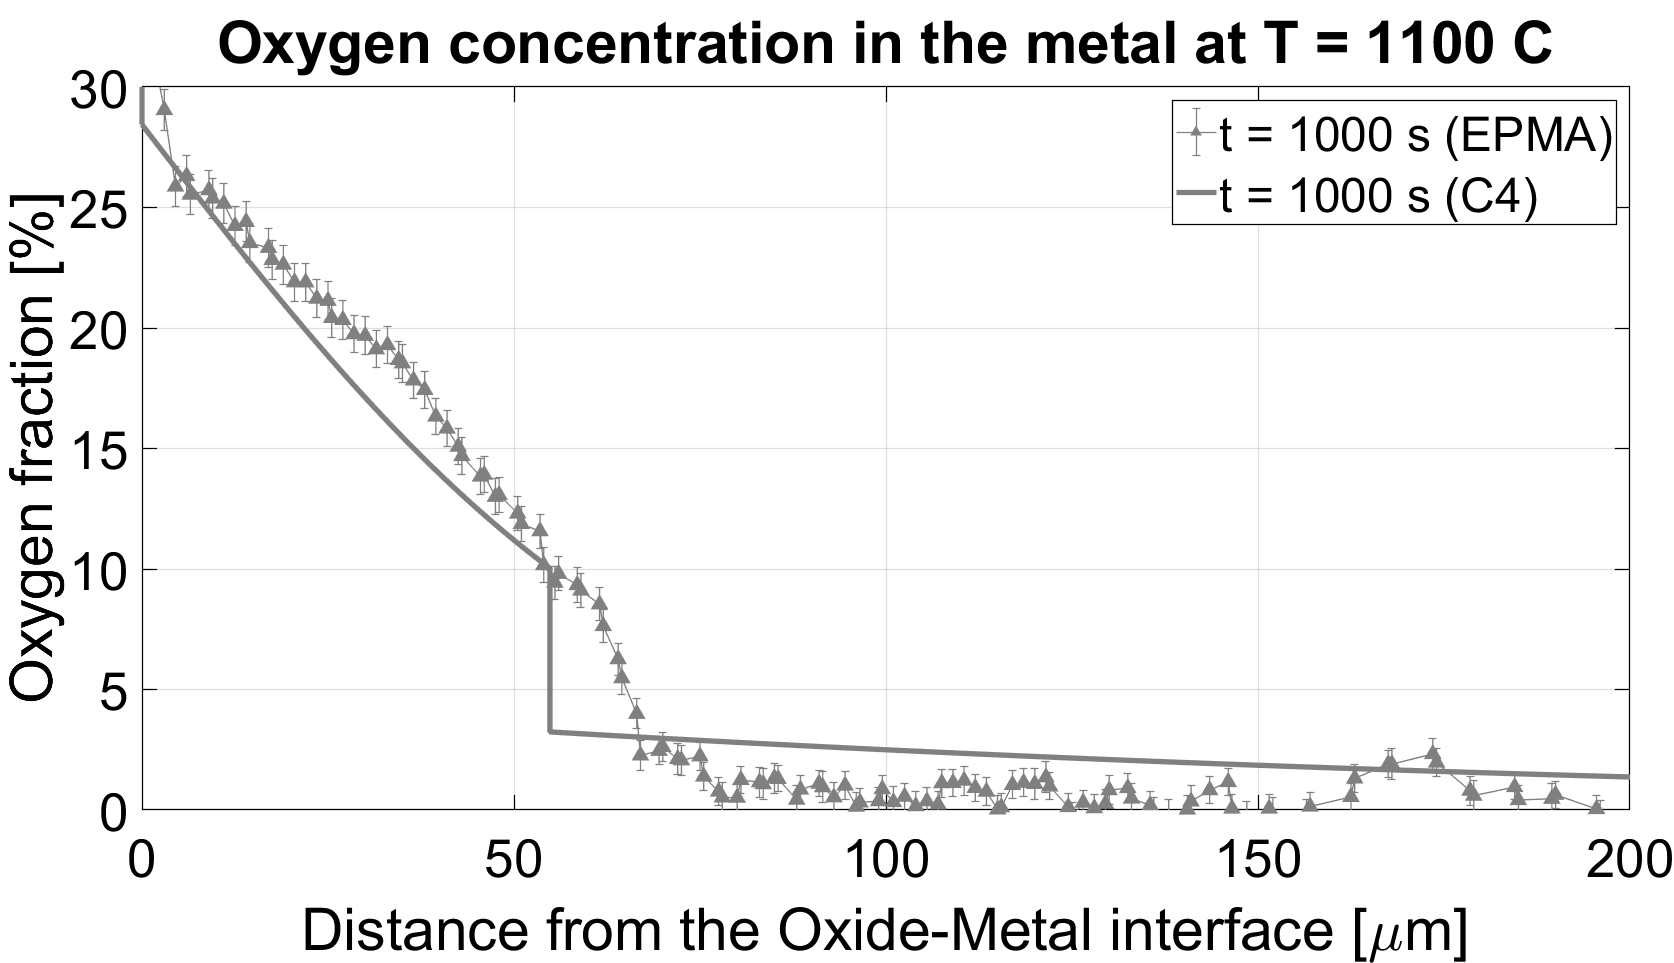 Oxygen concentration in the metal at T = 1100 C
30
25
20
15
10
5
0
Oxygen fraction [%]
t = 1000 s (EPMA)
t = 1000 s (C4)
0 50 100 150 200
Distance from the Oxide-Metal interface [μm]